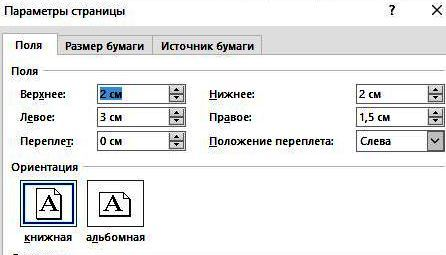 Параметры страницы ? ×
Поля Размер бумаги Источник бумаги
Поля
Верхнее: 2 см Нижнее: 2 см
Левое: 3 см Правое: 1,5 см
Переплет: 0 см Положение переплета: Слева
Ориентация
А А
книжная альбомная